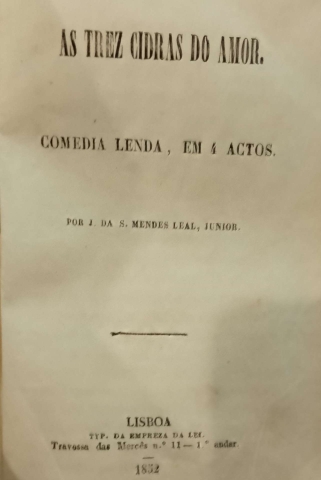 AS TREZ CIDRAS DO AMOR.
COMEDIA LENDA, EM 4 ACTOS.
POR J. DA S. MENDES LEAL, JUNIOR.
LISBOA
TYP. DA EMPREZA DA LEI.
Travessa das Mercês n.º 11—1.º andar.
1852